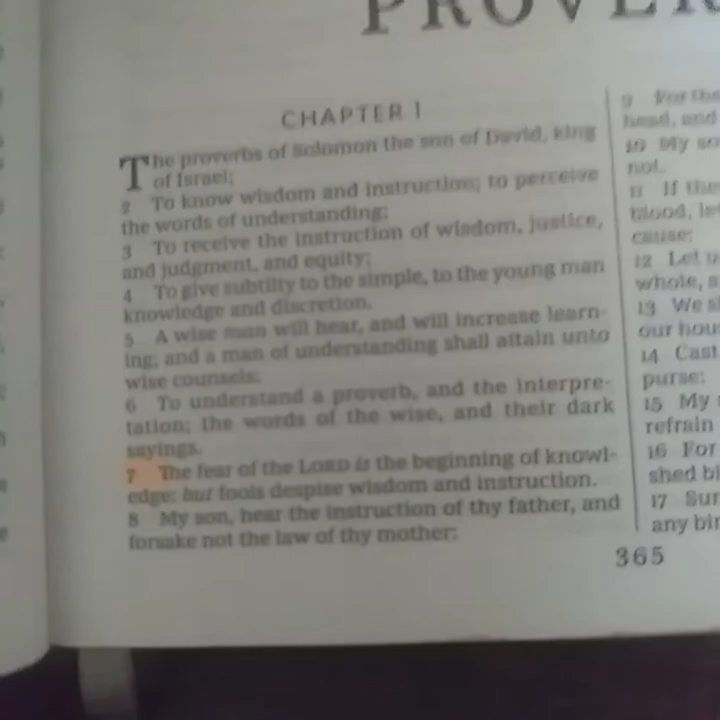 PROVER
CHAPTER 1
The proverbs of Solomon the son of David, king
of Israel;
2 To know wisdom and instruction; to perceive
the words of understanding;
3 To receive the instruction of wisdom, justice,
and judgment, and equity;
4 To give subtilty to the simple, to the young man
knowledge and discretion.
5 A wise man will hear, and will increase learn-
ing; and a man of understanding shall attain unto
wise counsels:
6 To understand a proverb, and the interpre-
tation; the words of the wise, and their dark
sayings.
7 The fear of the LORD is the beginning of knowl-
edge: but fools despise wisdom and instruction.
8 My son, hear the instruction of thy father, and
forsake not the law of thy mother:
9 For the
head, and
10 My so
not.
11 If the
blood, let
cause:
12 Let u
whole, s
13 We s
our hou
14 Cast
purse:
15 My
refrain
16 For
shed bl
17 Sur
any bir
365